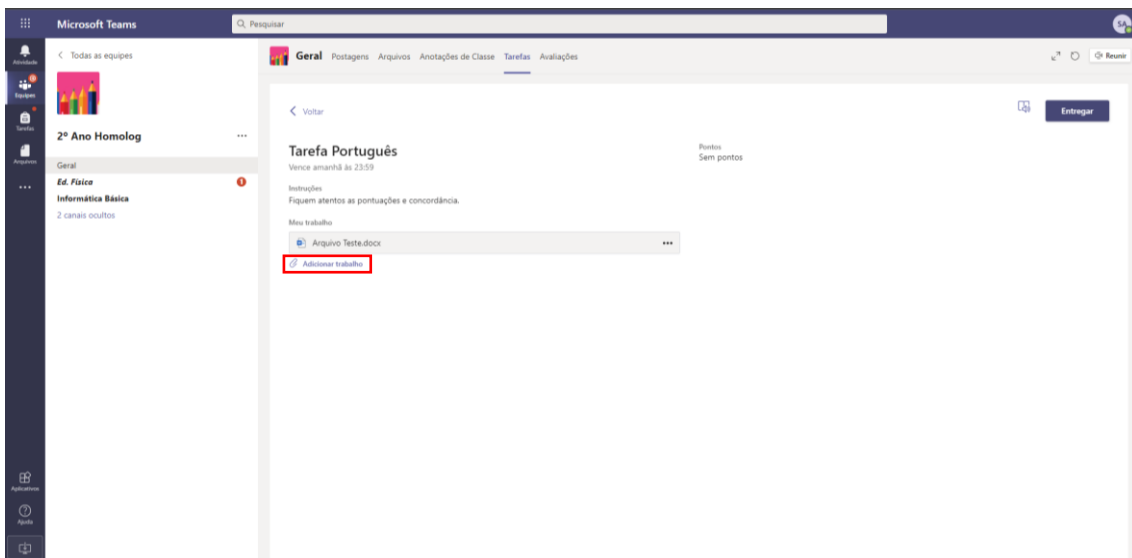 Microsoft Teams
Pesquisar
SA
Atividade
Equipes
Tarefas
Arquivos
Aplicativos
Ajuda
Todas as equipes
2º Ano Homolog
Geral
Ed. Física
1
Informática Básica
2 canais ocultos
Geral Postagens Arquivos Anotações de Classe Tarefas Avaliações
Reunir
Voltar
Entregar
Tarefa Português
Vence amanhã às 23:59
Pontos
Sem pontos
Instruções
Fiquem atentos as pontuações e concordância.
Meu trabalho
Arquivo Teste.docx
Adicionar trabalho